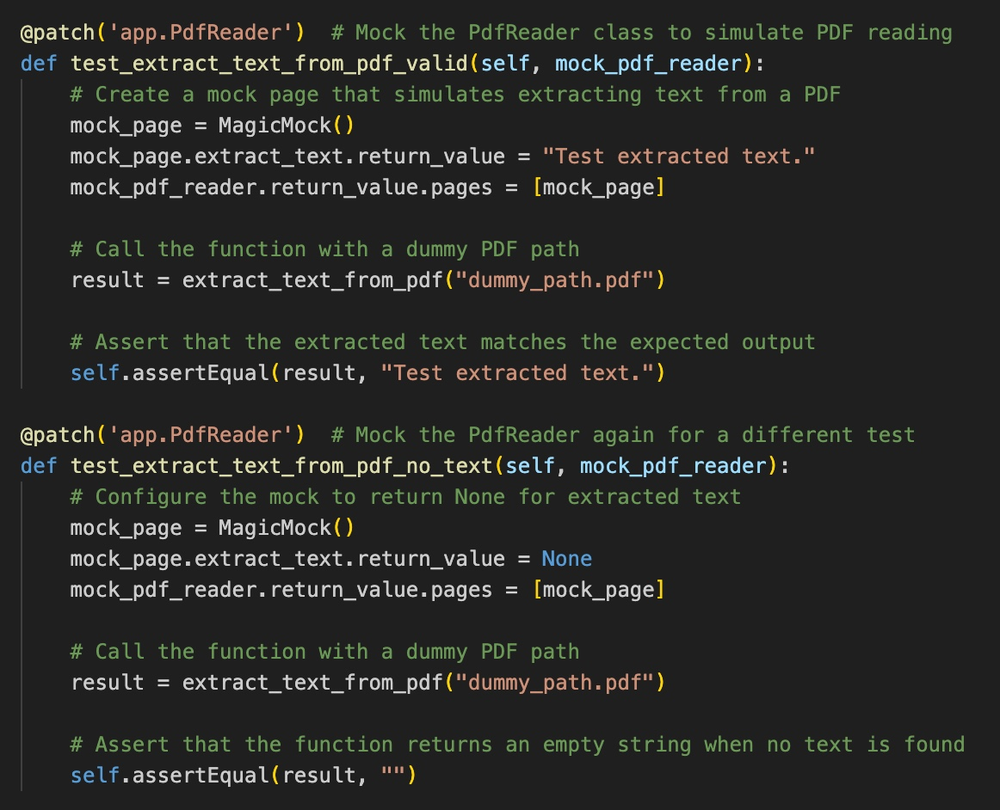 @patch('app.PdfReader')  # Mock the PdfReader class to simulate PDF reading
def test_extract_text_from_pdf_valid(self, mock_pdf_reader):
    # Create a mock page that simulates extracting text from a PDF
    mock_page = MagicMock()
    mock_page.extract_text.return_value = "Test extracted text."
    mock_pdf_reader.return_value.pages = [mock_page]

    # Call the function with a dummy PDF path
    result = extract_text_from_pdf("dummy_path.pdf")

    # Assert that the extracted text matches the expected output
    self.assertEqual(result, "Test extracted text.")

@patch('app.PdfReader')  # Mock the PdfReader again for a different test
def test_extract_text_from_pdf_no_text(self, mock_pdf_reader):
    # Configure the mock to return None for extracted text
    mock_page = MagicMock()
    mock_page.extract_text.return_value = None
    mock_pdf_reader.return_value.pages = [mock_page]

    # Call the function with a dummy PDF path
    result = extract_text_from_pdf("dummy_path.pdf")

    # Assert that the function returns an empty string when no text is found
    self.assertEqual(result, "")